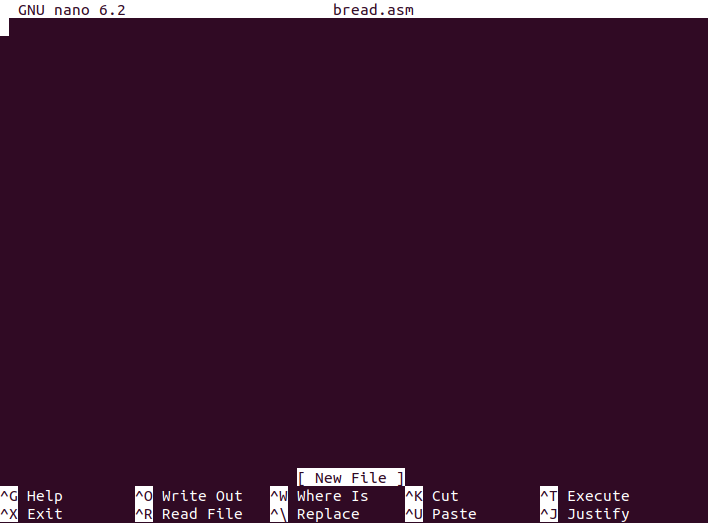 GNU nano 6.2 bread.asm
[ New File ]
^G Help ^O Write Out ^W Where Is ^K Cut ^T Execute
^X Exit ^R Read File ^\ Replace ^U Paste ^J Justify